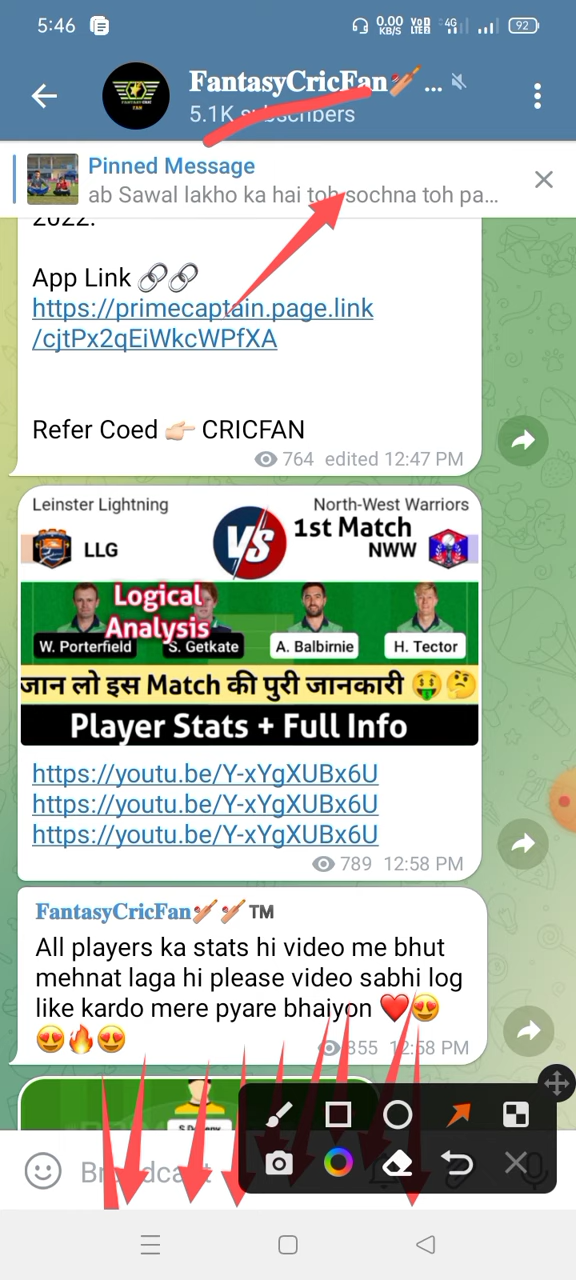 5:46
0.00
KB/S
VoD
LTE2
4G
92
FantasyCricFan🏏 ...
5.1K subscribers
Pinned Message
ab Sawal lakho ka hai toh sochna toh pa...
2022.
App Link 🔗🔗
https://primecaptain.page.link
/cjtPx2qEiWkcWPfXA
Refer Coed 👉🏻 CRICFAN
764 edited 12:47 PM
Leinster Lightning
North-West Warriors
LLG
VS
1st Match
NWW
Logical
Analysis
W. Porterfield
S. Getkate
A. Balbirnie
H. Tector
जान लो इस Match की पुरी जानकारी 🤑🤔
Player Stats + Full Info
https://youtu.be/Y-xYgXUBx6U
https://youtu.be/Y-xYgXUBx6U
https://youtu.be/Y-xYgXUBx6U
789 12:58 PM
FantasyCricFan🏏🏏™
All players ka stats hi video me bhut
mehnat laga hi please video sabhi log
like kardo mere pyare bhaiyon ❤️😍
😍🔥😍
855 12:58 PM
Broadcast